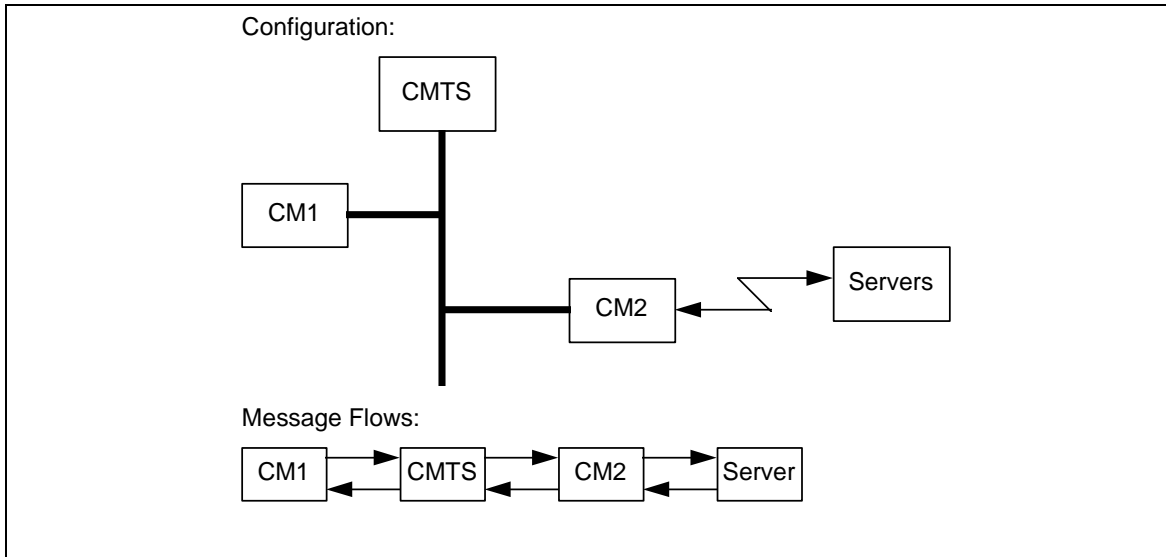 Configuration:
CMTS
CM1
CM2
Servers
Message Flows:
CM1
CMTS
CM2
Server